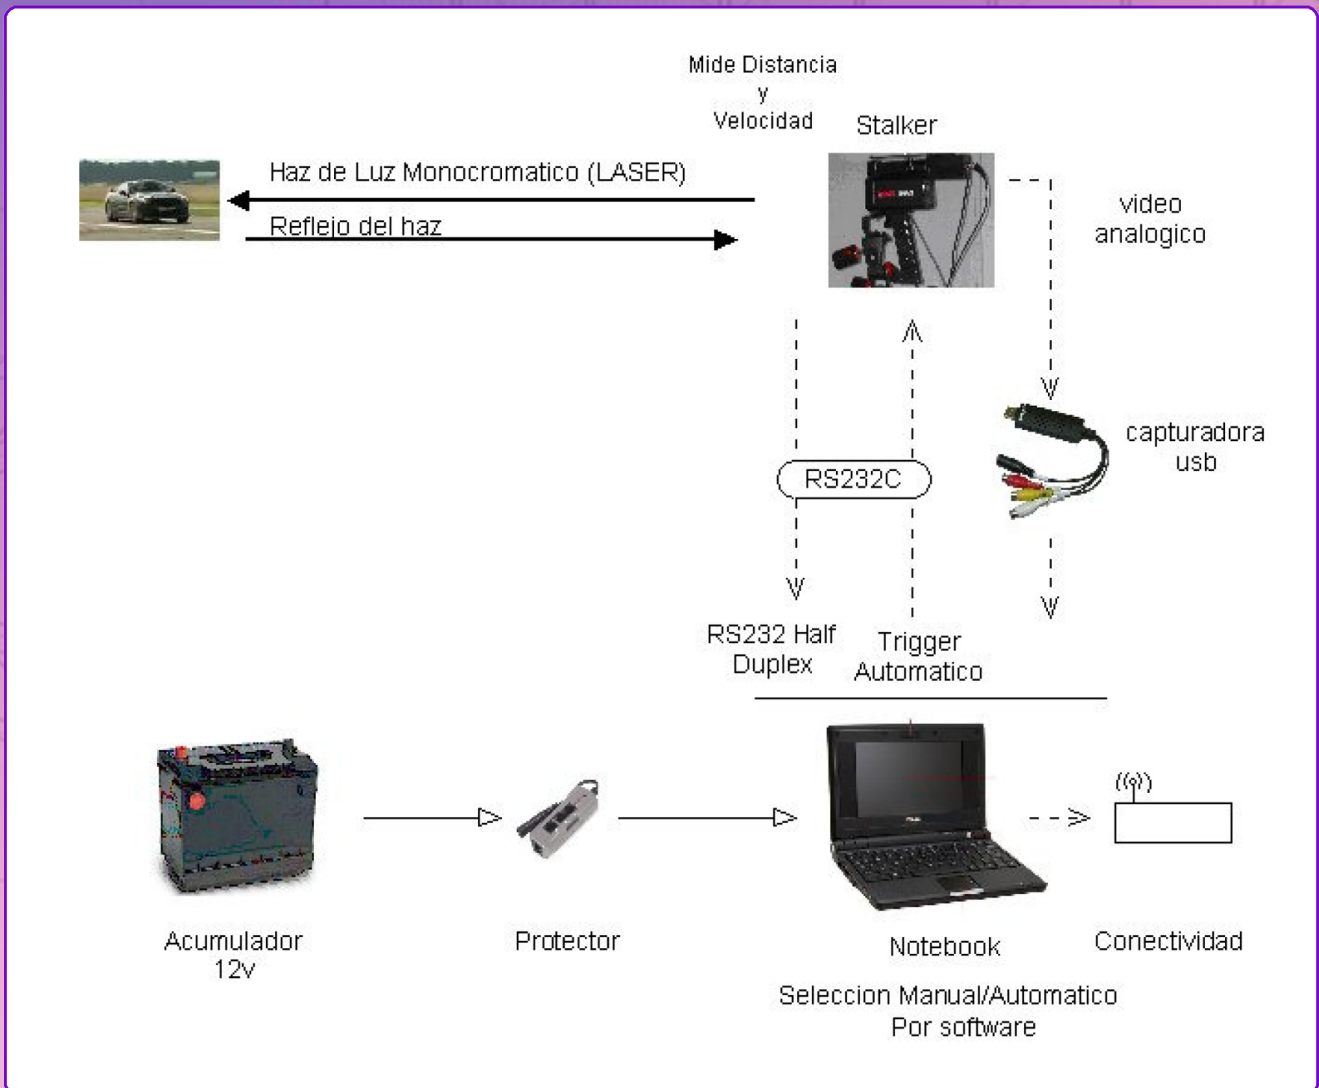 Mide Distancia
y
Velocidad
Stalker
Haz de Luz Monocromatico (LASER)
Reflejo del haz
video
analogico
capturadora
usb
RS232C
RS232 Half
Duplex
Trigger
Automatico
((o))
Acumulador
12v
Protector
Notebook
Conectividad
Seleccion Manual/Automatico
Por software